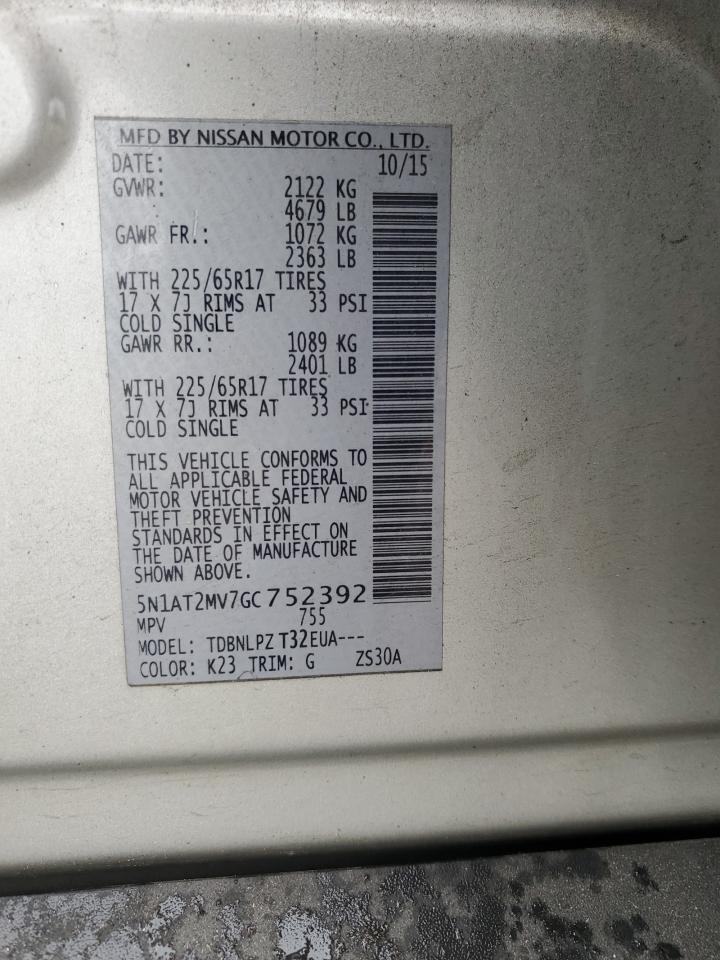 MFD BY NISSAN MOTOR CO., LTD.
DATE: 10/15
GVWR: 2122 KG
4679 LB
GAWR FR.: 1072 KG
2363 LB
WITH 225/65R17 TIRES
17 X 7J RIMS AT 33 PSI
COLD SINGLE
GAWR RR.: 1089 KG
2401 LB
WITH 225/65R17 TIRES
17 X 7J RIMS AT 33 PSI
COLD SINGLE
THIS VEHICLE CONFORMS TO
ALL APPLICABLE FEDERAL
MOTOR VEHICLE SAFETY AND
THEFT PREVENTION
STANDARDS IN EFFECT ON
THE DATE OF MANUFACTURE
SHOWN ABOVE.
5N1AT2MV7GC752392
MPV 755
MODEL: TDBNLPZ T32EUA---
COLOR: K23 TRIM: G ZS30A